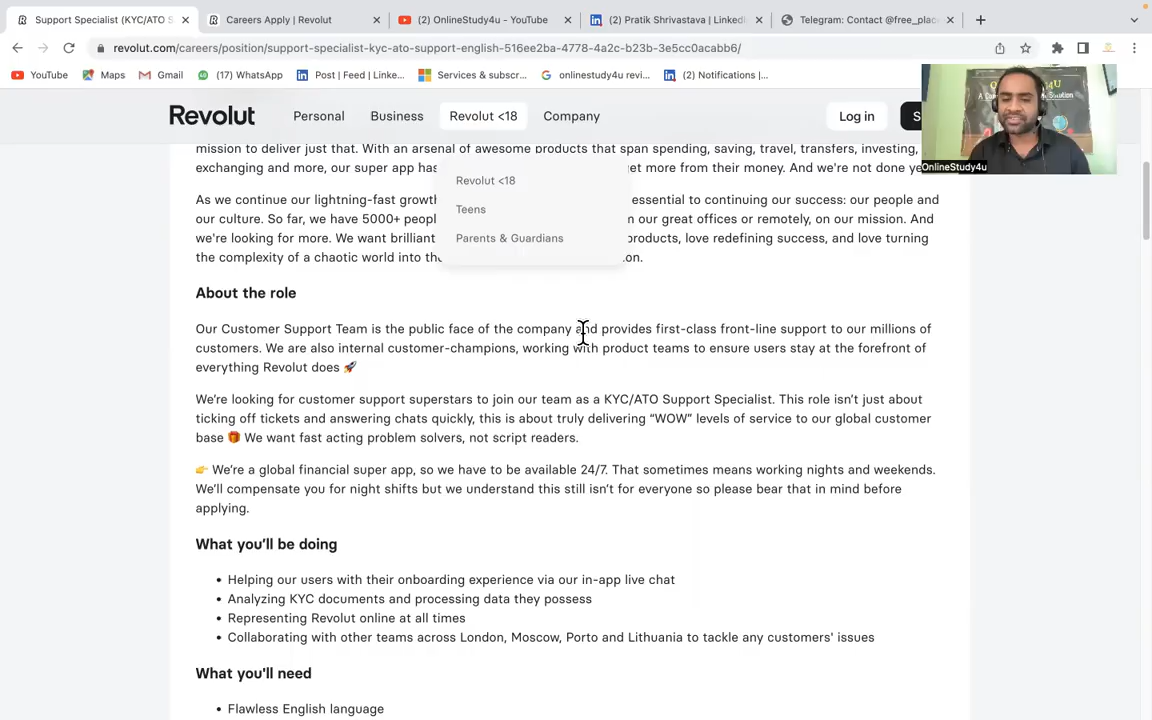 Support Specialist (KYC/ATO S
Careers Apply | Revolut
(2) OnlineStudy4u - YouTube
(2) Pratik Shrivastava | Linked
Telegram: Contact @free_plac
revolut.com/careers/position/support-specialist-kyc-ato-support-english-516ee2ba-4778-4a2c-b23b-3e5cc0acabb6/
YouTube
Maps
Gmail
(17) WhatsApp
Post | Feed | Linke...
Services & subscr...
onlinestudy4u revi...
(2) Notifications |...
Revolut
Personal
Business
Revolut <18
Company
Log in
S
OnlineStudy4u
mission to deliver just that. With an arsenal of awesome products that span spending, saving, travel, transfers, investing,
exchanging and more, our super app has get more from their money. And we're not done ye
Revolut <18
Teens
Parents & Guardians
As we continue our lightning-fast growth essential to continuing our success: our people and
our culture. So far, we have 5000+ peopl m our great offices or remotely, on our mission. And
we're looking for more. We want brilliant products, love redefining success, and love turning
the complexity of a chaotic world into the on.
About the role
Our Customer Support Team is the public face of the company and provides first-class front-line support to our millions of
customers. We are also internal customer-champions, working with product teams to ensure users stay at the forefront of
everything Revolut does 🚀
We’re looking for customer support superstars to join our team as a KYC/ATO Support Specialist. This role isn’t just about
ticking off tickets and answering chats quickly, this is about truly delivering “WOW” levels of service to our global customer
base 🎁 We want fast acting problem solvers, not script readers.
👉 We’re a global financial super app, so we have to be available 24/7. That sometimes means working nights and weekends.
We’ll compensate you for night shifts but we understand this still isn’t for everyone so please bear that in mind before
applying.
What you’ll be doing
• Helping our users with their onboarding experience via our in-app live chat
• Analyzing KYC documents and processing data they possess
• Representing Revolut online at all times
• Collaborating with other teams across London, Moscow, Porto and Lithuania to tackle any customers' issues
What you'll need
• Flawless English language